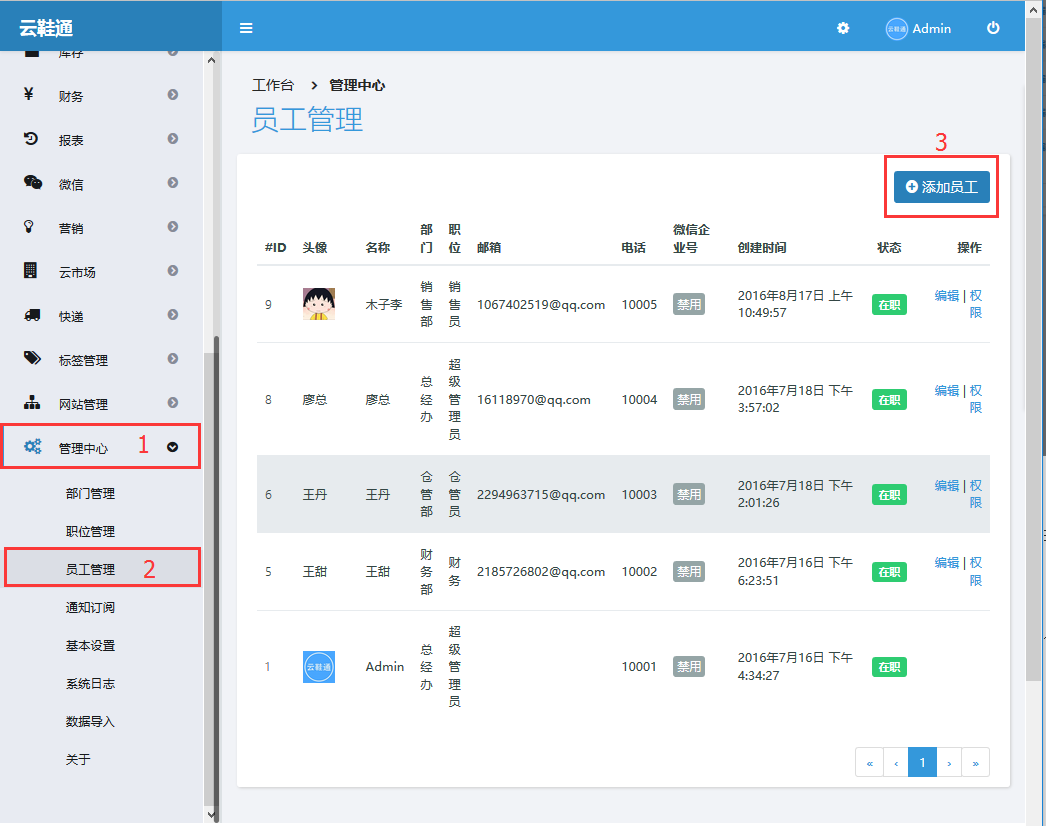 云鞋通
Admin
库存
财务
报表
微信
营销
云市场
快递
标签管理
网站管理
管理中心 1
部门管理
职位管理
员工管理 2
通知订阅
基本设置
系统日志
数据导入
关于
工作台 > 管理中心
员工管理
3
添加员工
#ID 头像 名称 部门 职位 邮箱 电话 微信企业号 创建时间 状态 操作
9 木子李 销售部 销售员 1067402519@qq.com 10005 禁用 2016年8月17日 上午 10:49:57 在职 编辑 | 权限
8 廖总 廖总 总经办 超级管理员 16118970@qq.com 10004 禁用 2016年7月18日 下午 3:57:02 在职 编辑 | 权限
6 王丹 王丹 仓管部 仓管员 2294963715@qq.com 10003 禁用 2016年7月18日 下午 2:01:26 在职 编辑 | 权限
5 王甜 王甜 财务部 财务 2185726802@qq.com 10002 禁用 2016年7月16日 下午 6:23:51 在职 编辑 | 权限
1 云鞋通 Admin 总经办 超级管理员 10001 禁用 2016年7月16日 下午 4:34:27 在职
« ‹ 1 › »